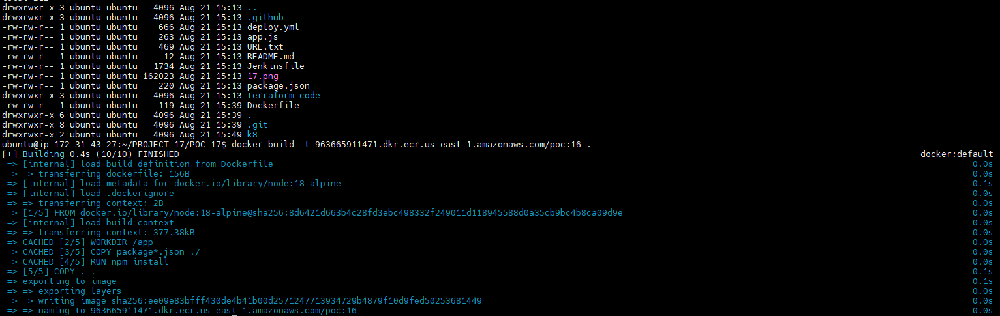 drwxrwxr-x 3 ubuntu ubuntu   4096 Aug 21 15:13 ..
drwxrwxr-x 3 ubuntu ubuntu   4096 Aug 21 15:13 .github
-rw-rw-r-- 1 ubuntu ubuntu    666 Aug 21 15:13 deploy.yml
-rw-rw-r-- 1 ubuntu ubuntu    263 Aug 21 15:13 app.js
-rw-rw-r-- 1 ubuntu ubuntu    469 Aug 21 15:13 URL.txt
-rw-rw-r-- 1 ubuntu ubuntu     12 Aug 21 15:13 README.md
-rw-rw-r-- 1 ubuntu ubuntu   1734 Aug 21 15:13 Jenkinsfile
-rw-rw-r-- 1 ubuntu ubuntu 162023 Aug 21 15:13 17.png
-rw-rw-r-- 1 ubuntu ubuntu    220 Aug 21 15:13 package.json
drwxrwxr-x 3 ubuntu ubuntu   4096 Aug 21 15:13 terraform_code
-rw-rw-r-- 1 ubuntu ubuntu    119 Aug 21 15:39 Dockerfile
drwxrwxr-x 6 ubuntu ubuntu   4096 Aug 21 15:39 .
drwxrwxr-x 8 ubuntu ubuntu   4096 Aug 21 15:39 .git
drwxrwxr-x 2 ubuntu ubuntu   4096 Aug 21 15:49 k8
ubuntu@ip-172-31-43-27:~/PROJECT_17/POC-17$ docker build -t 963665911471.dkr.ecr.us-east-1.amazonaws.com/poc:16 .
[+] Building 0.4s (10/10) FINISHED docker:default
=> [internal] load build definition from Dockerfile 0.0s
=> => transferring dockerfile: 156B 0.0s
=> [internal] load metadata for docker.io/library/node:18-alpine 0.1s
=> [internal] load .dockerignore 0.0s
=> => transferring context: 2B 0.0s
=> [1/5] FROM docker.io/library/node:18-alpine@sha256:8d6421d663b4c28fd3ebc498332f249011d118945588d0a35cb9bc4b8ca09d9e 0.0s
=> [internal] load build context 0.0s
=> => transferring context: 377.38kB 0.0s
=> CACHED [2/5] WORKDIR /app 0.0s
=> CACHED [3/5] COPY package*.json ./ 0.0s
=> CACHED [4/5] RUN npm install 0.0s
=> [5/5] COPY . . 0.1s
=> exporting to image 0.1s
=> => exporting layers 0.0s
=> => writing image sha256:ee09e83bfff430de4b41b00d2571247713934729b4879f10d9fed50253681449 0.0s
=> => naming to 963665911471.dkr.ecr.us-east-1.amazonaws.com/poc:16 0.0s